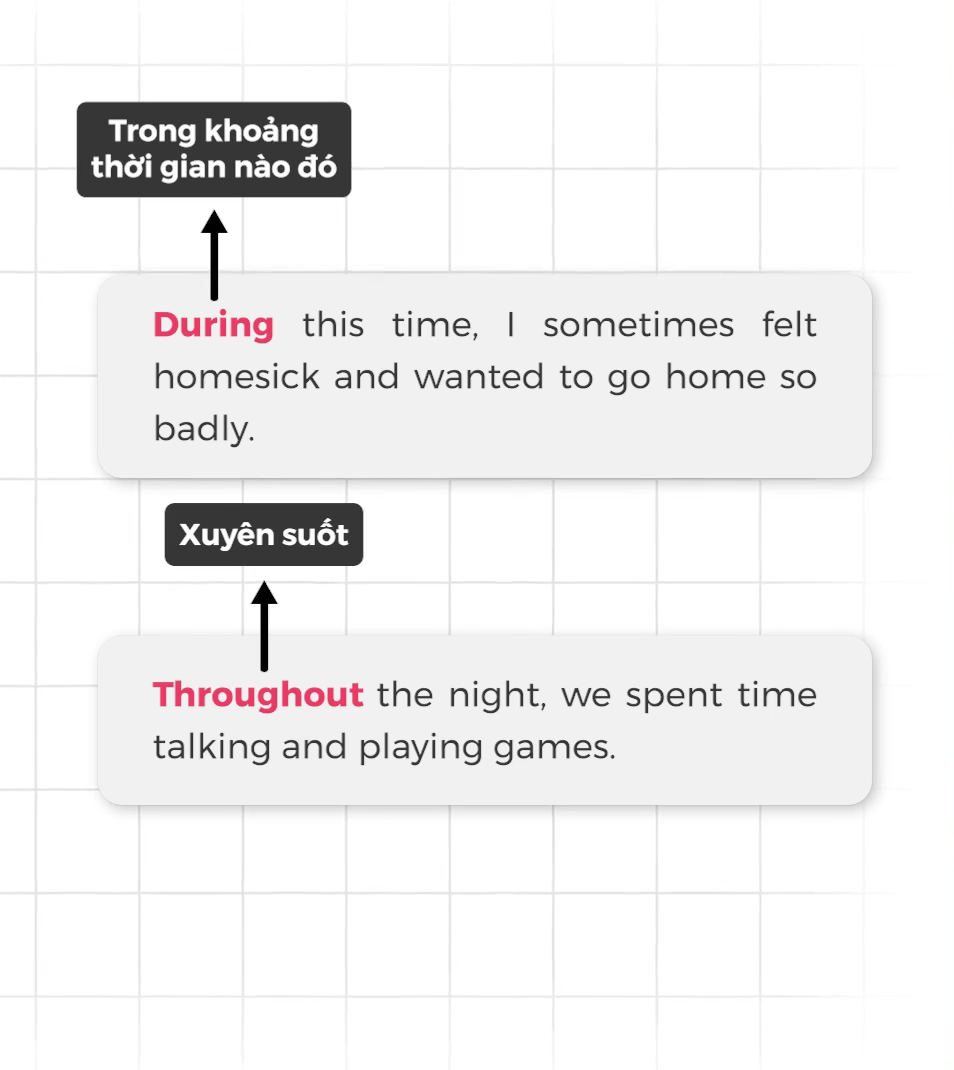 Trong khoảng
thời gian nào đó
During this time, I sometimes felt
homesick and wanted to go home so
badly.
Xuyên suốt
Throughout the night, we spent time
talking and playing games.